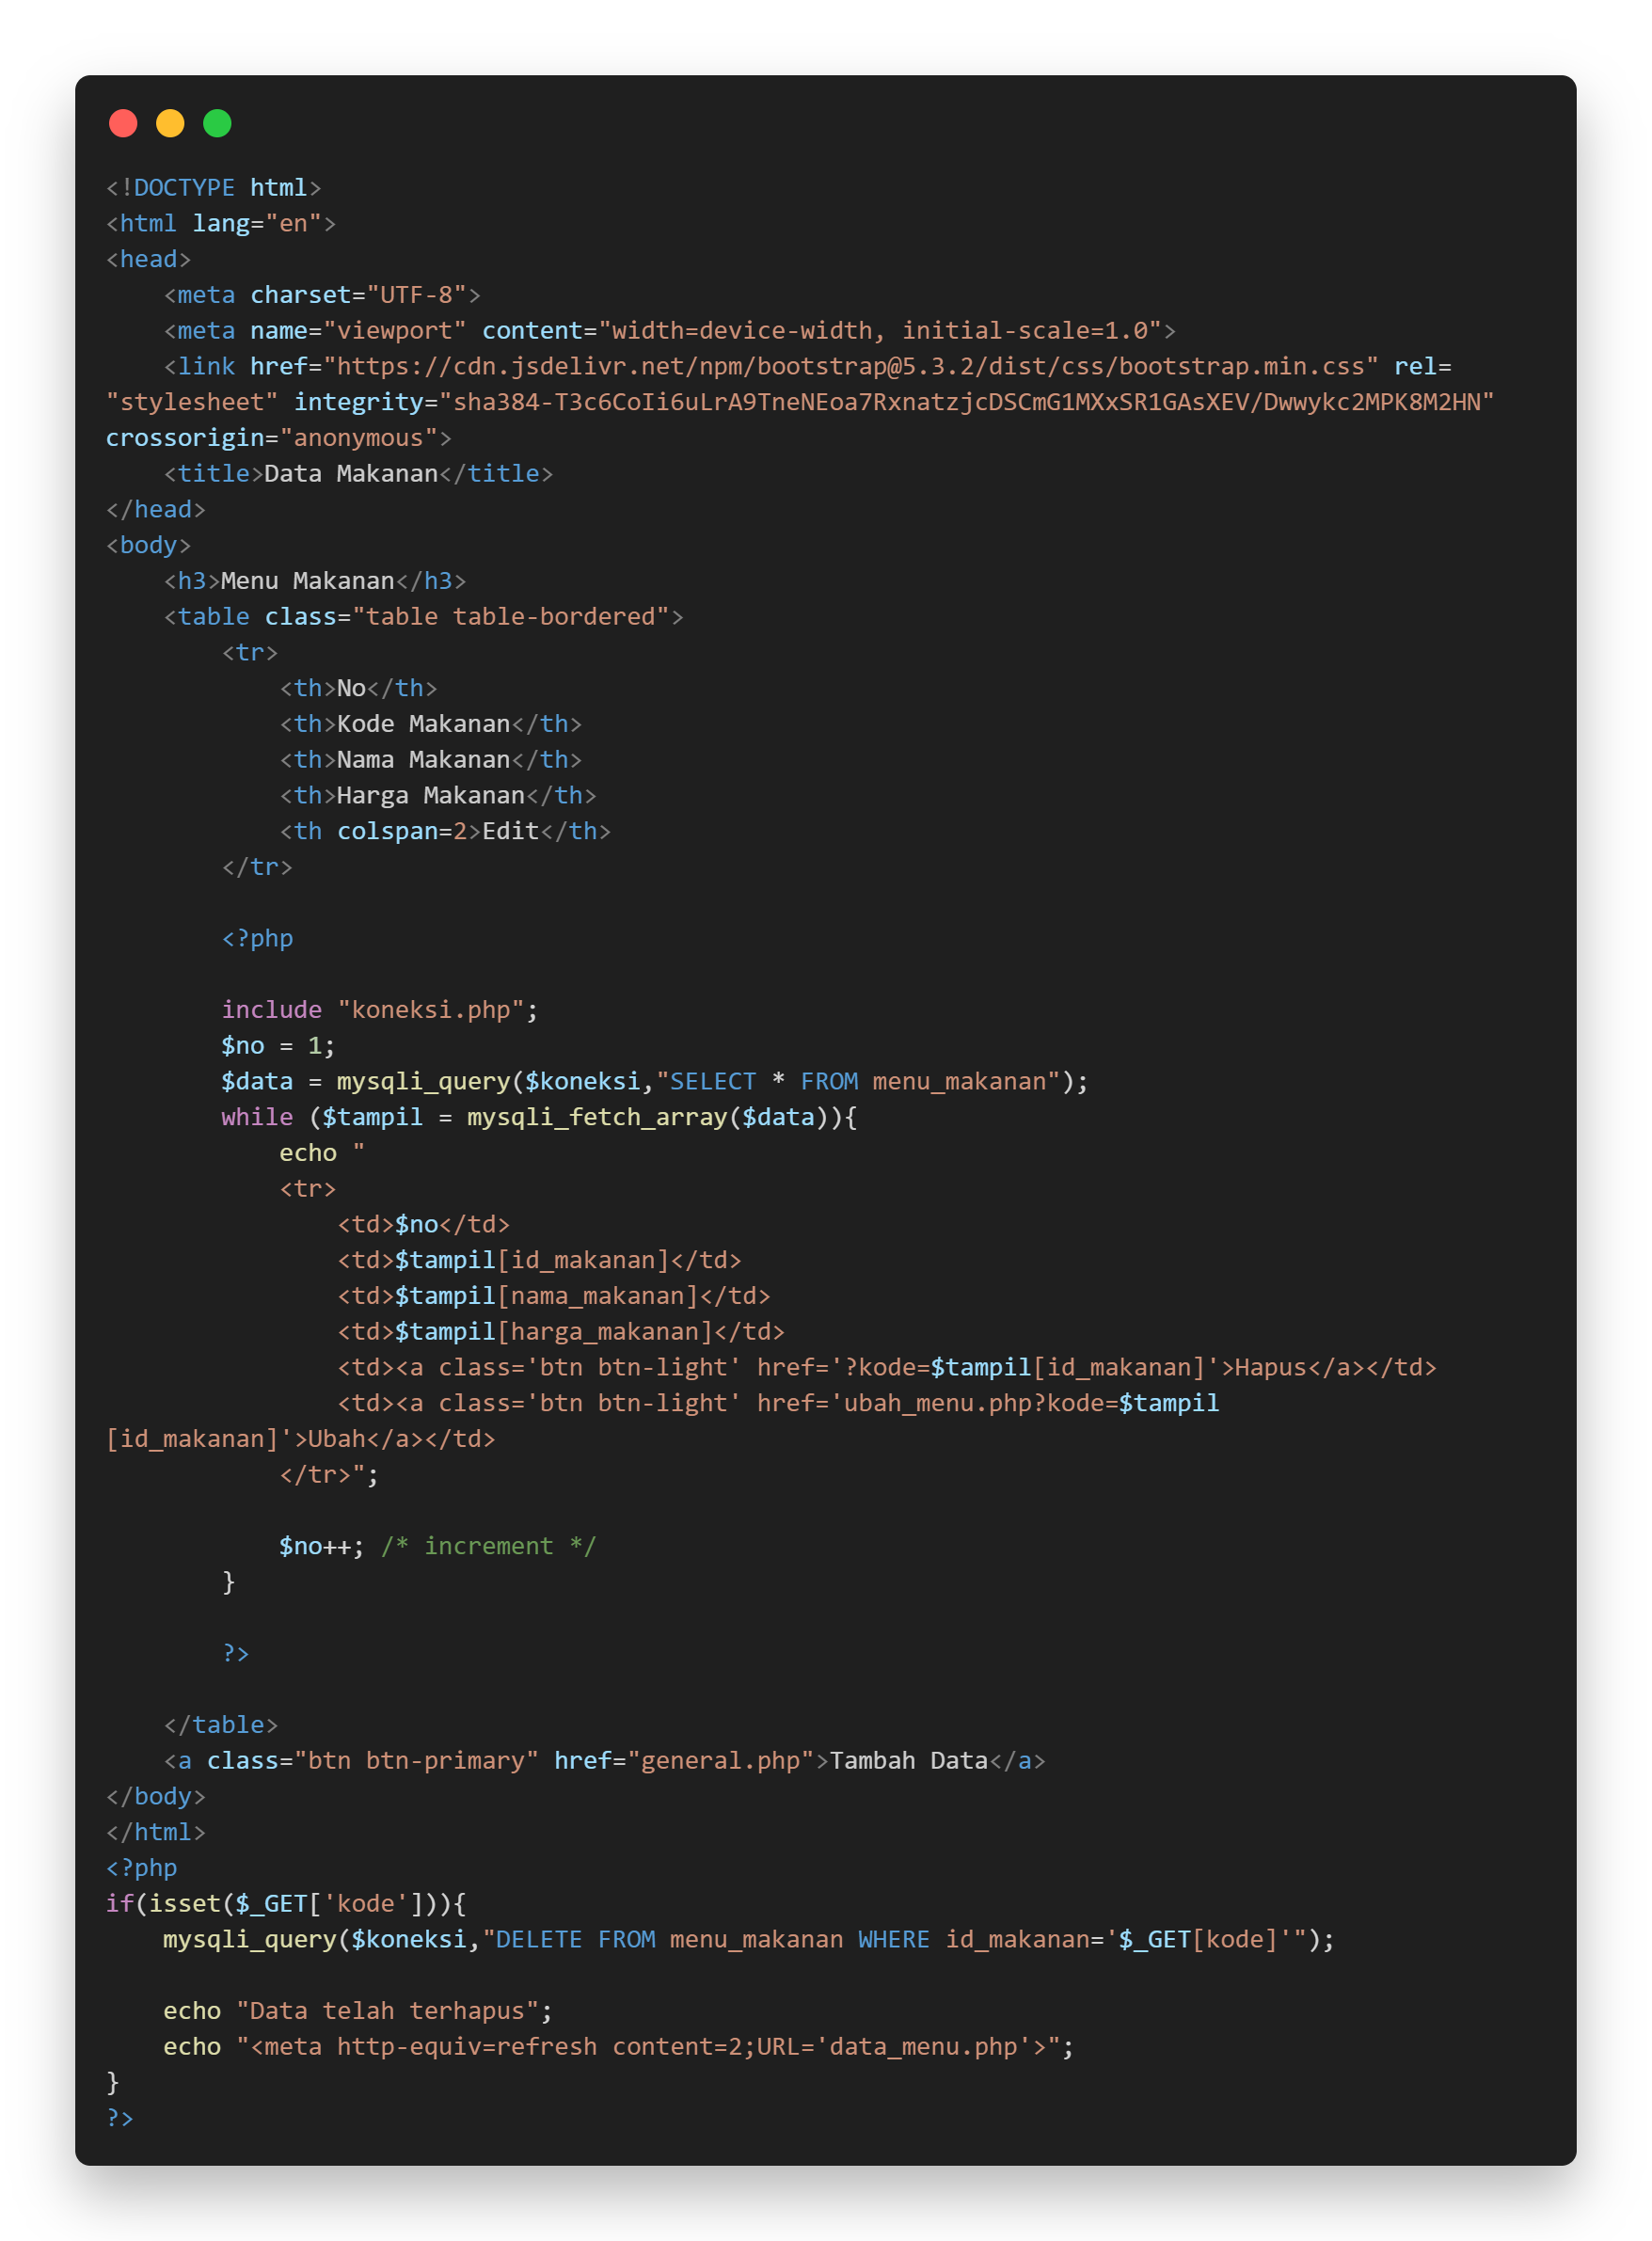 <!DOCTYPE html>
<html lang="en">
<head>
    <meta charset="UTF-8">
    <meta name="viewport" content="width=device-width, initial-scale=1.0">
    <link href="https://cdn.jsdelivr.net/npm/bootstrap@5.3.2/dist/css/bootstrap.min.css" rel=
"stylesheet" integrity="sha384-T3c6CoIi6uLrA9TneNEoa7RxnatzjcDSCmG1MXxSR1GAsXEV/Dwwykc2MPK8M2HN"
crossorigin="anonymous">
    <title>Data Makanan</title>
</head>
<body>
    <h3>Menu Makanan</h3>
    <table class="table table-bordered">
        <tr>
            <th>No</th>
            <th>Kode Makanan</th>
            <th>Nama Makanan</th>
            <th>Harga Makanan</th>
            <th colspan=2>Edit</th>
        </tr>

        <?php

        include "koneksi.php";
        $no = 1;
        $data = mysqli_query($koneksi,"SELECT * FROM menu_makanan");
        while ($tampil = mysqli_fetch_array($data)){
            echo "
            <tr>
                <td>$no</td>
                <td>$tampil[id_makanan]</td>
                <td>$tampil[nama_makanan]</td>
                <td>$tampil[harga_makanan]</td>
                <td><a class='btn btn-light' href='?kode=$tampil[id_makanan]'>Hapus</a></td>
                <td><a class='btn btn-light' href='ubah_menu.php?kode=$tampil
[id_makanan]'>Ubah</a></td>
            </tr>";

            $no++; /* increment */
        }

        ?>

    </table>
    <a class="btn btn-primary" href="general.php">Tambah Data</a>
</body>
</html>
<?php
if(isset($_GET['kode'])){
    mysqli_query($koneksi,"DELETE FROM menu_makanan WHERE id_makanan='$_GET[kode]'");

    echo "Data telah terhapus";
    echo "<meta http-equiv=refresh content=2;URL='data_menu.php'>";
}
?>